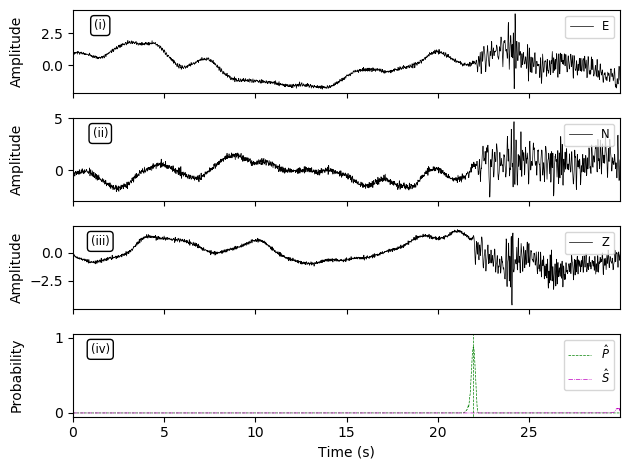 (i)
E
Amplitude
2.5
0.0
(ii)
N
Amplitude
5
0
(iii)
Z
Amplitude
0.0
−2.5
(iv)
P̂
Ŝ
Probability
1
0
0 5 10 15 20 25
Time (s)